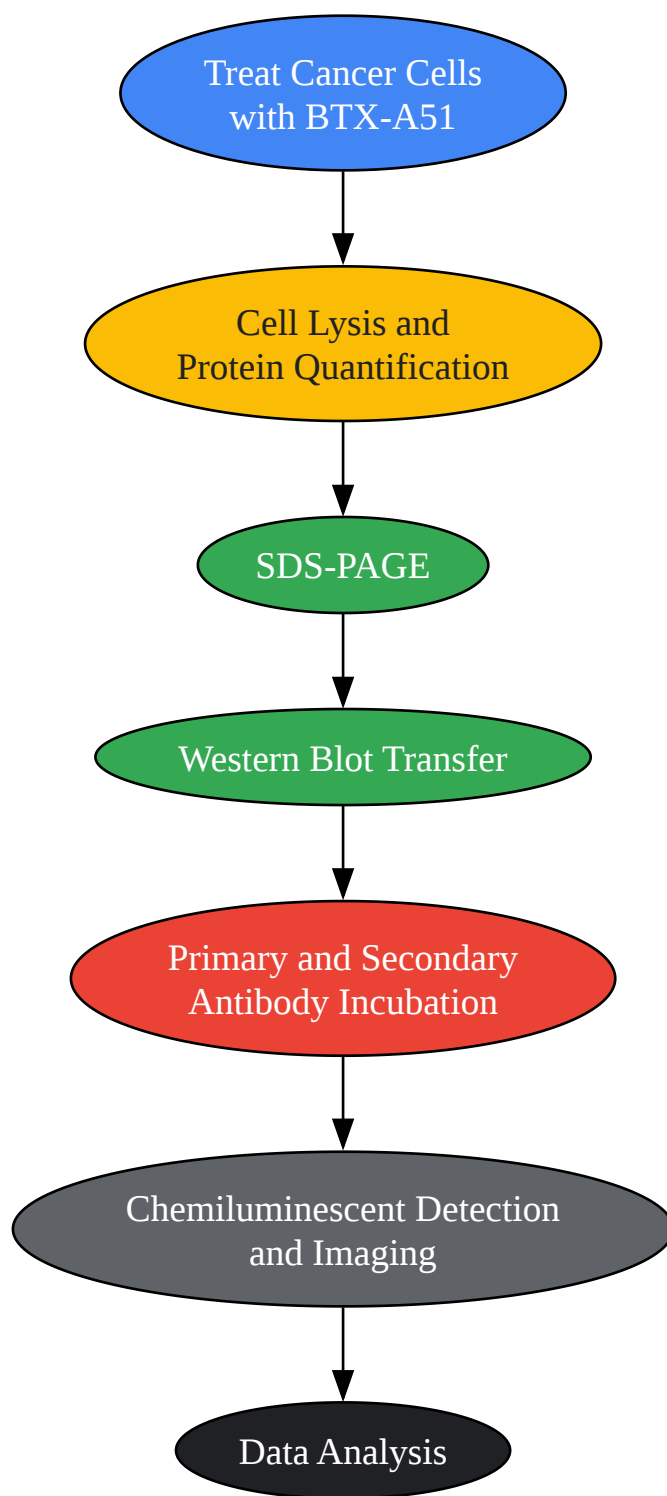 Treat Cancer Cells
with BTX-A51
Cell Lysis and
Protein Quantification
SDS-PAGE
Western Blot Transfer
Primary and Secondary
Antibody Incubation
Chemiluminescent Detection
and Imaging
Data Analysis